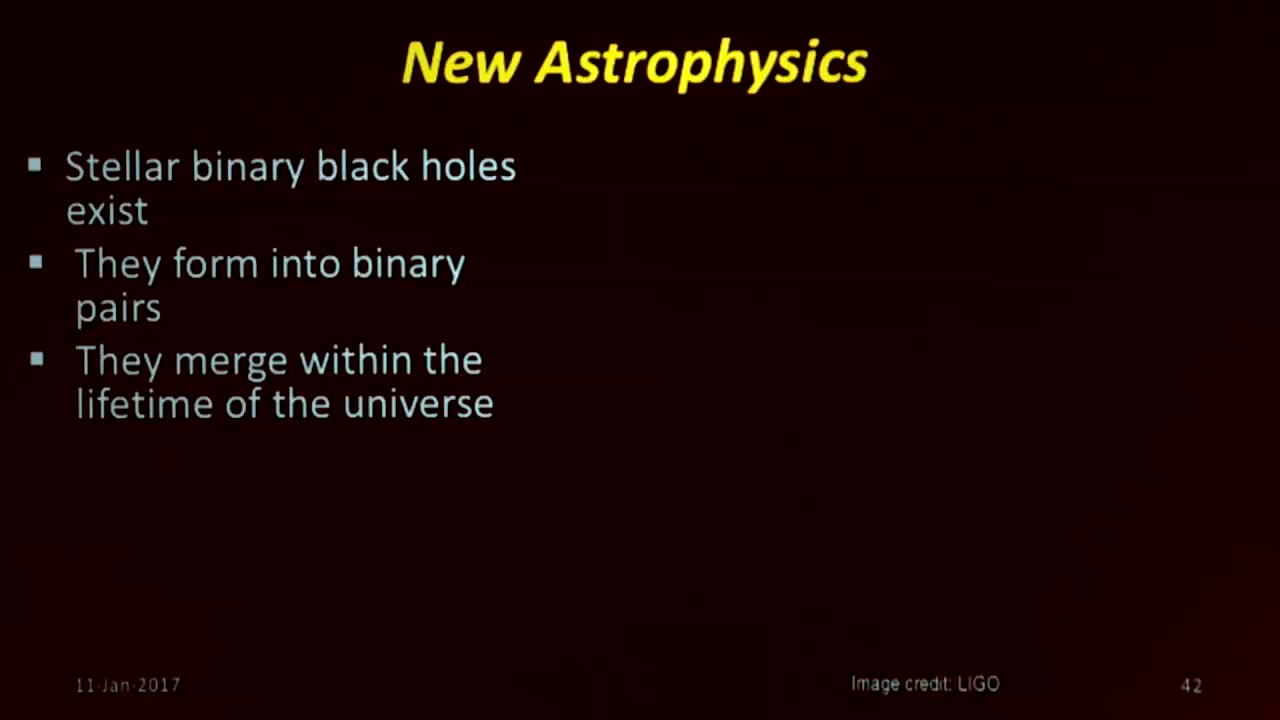 New Astrophysics
▪ Stellar binary black holes
exist
▪ They form into binary
pairs
▪ They merge within the
lifetime of the universe
11-Jan-2017
Image credit: LIGO
42